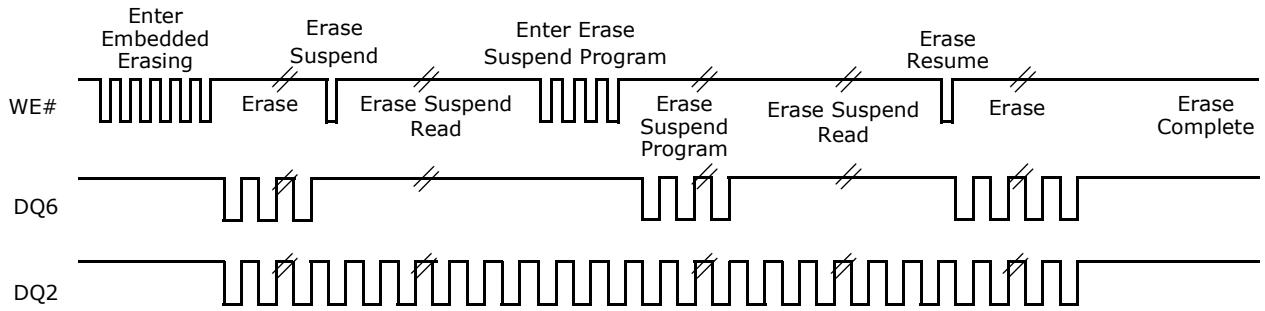 Enter
Embedded
Erasing
Erase
Suspend
Enter Erase
Suspend Program
Erase
Resume
WE#
Erase
Erase Suspend
Read
Erase
Suspend
Program
Erase Suspend
Read
Erase
Erase
Complete
DQ6
DQ2